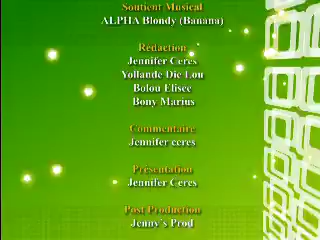 Soutient Musical
ALPHA Blondy (Banana)
Rédaction
Jennifer Ceres
Yollande Die Lou
Bolou Elisee
Bony Marius
Commentaire
Jennifer ceres
Présentation
Jennifer Ceres
Post Production
Jenny's Prod